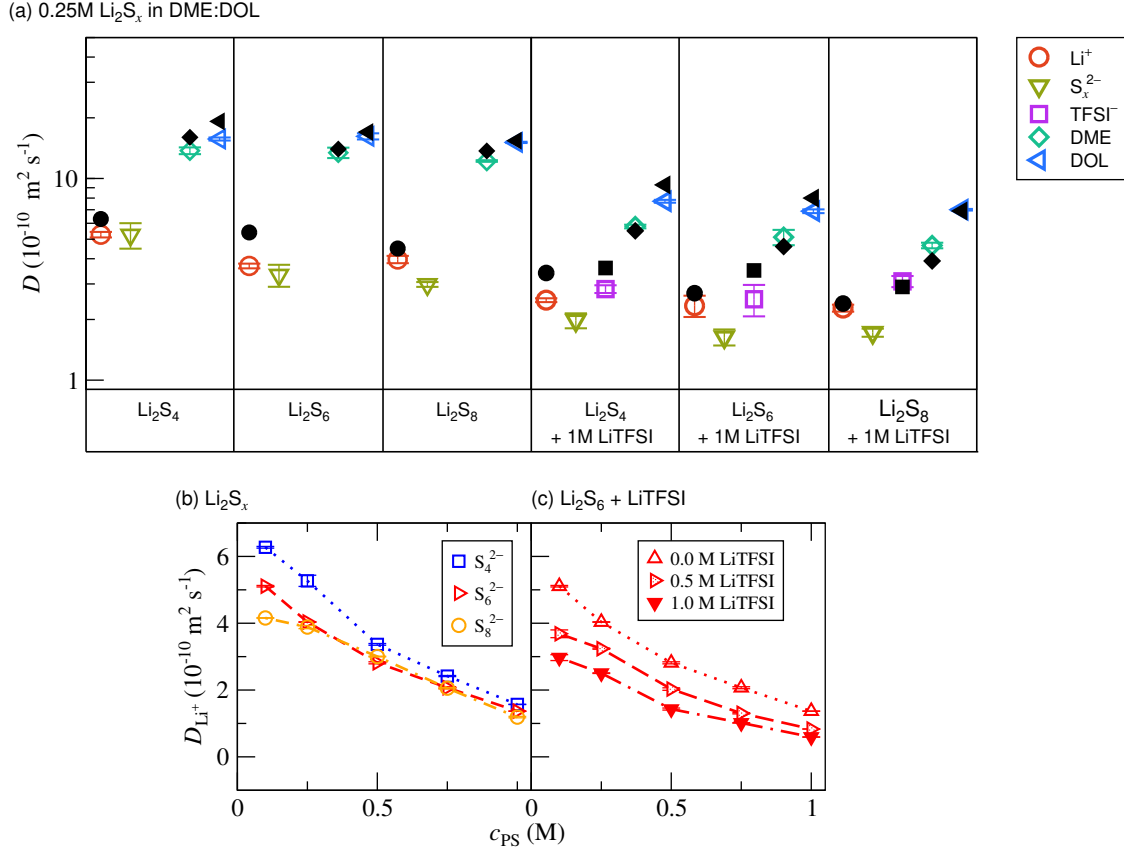 (a) 0.25M Li₂Sₓ in DME:DOL
D (10⁻¹⁰ m² s⁻¹)
10
1
Li⁺
Sₓ²⁻
TFSI⁻
DME
DOL
Li₂S₄
Li₂S₆
Li₂S₈
Li₂S₄
+ 1M LiTFSI
Li₂S₆
+ 1M LiTFSI
Li₂S₈
+ 1M LiTFSI
(b) Li₂Sₓ
D_Li⁺ (10⁻¹⁰ m² s⁻¹)
6
4
2
0
S₄²⁻
S₆²⁻
S₈²⁻
0
0.5
(c) Li₂S₆ + LiTFSI
0.0 M LiTFSI
0.5 M LiTFSI
1.0 M LiTFSI
0
0.5
1
c_PS (M)